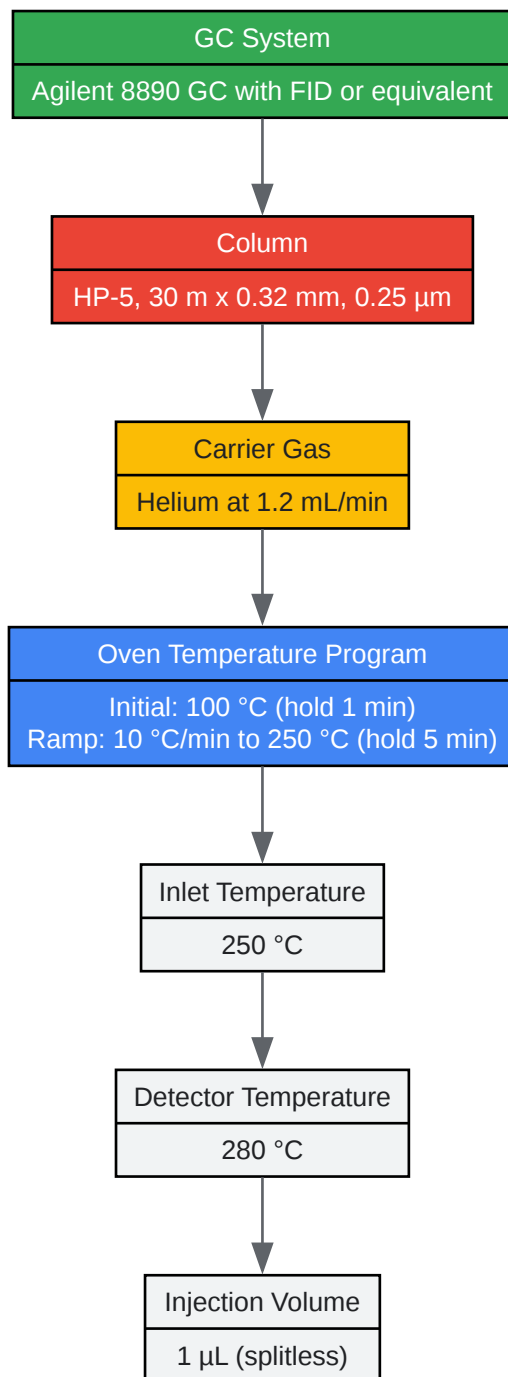 GC System
Agilent 8890 GC with FID or equivalent
Column
HP-5, 30 m x 0.32 mm, 0.25 µm
Carrier Gas
Helium at 1.2 mL/min
Oven Temperature Program
Initial: 100 °C (hold 1 min)
Ramp: 10 °C/min to 250 °C (hold 5 min)
Inlet Temperature
250 °C
Detector Temperature
280 °C
Injection Volume
1 µL (splitless)